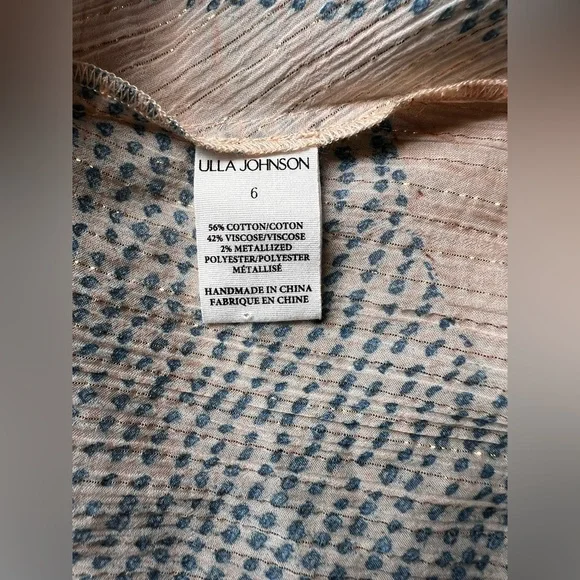 ULLA JOHNSON
6
56% COTTON/COTON
42% VISCOSE/VISCOSE
2% METALLIZED
POLYESTER/POLYESTER
MÉTALLISÉ
HANDMADE IN CHINA
FABRIQUE EN CHINE